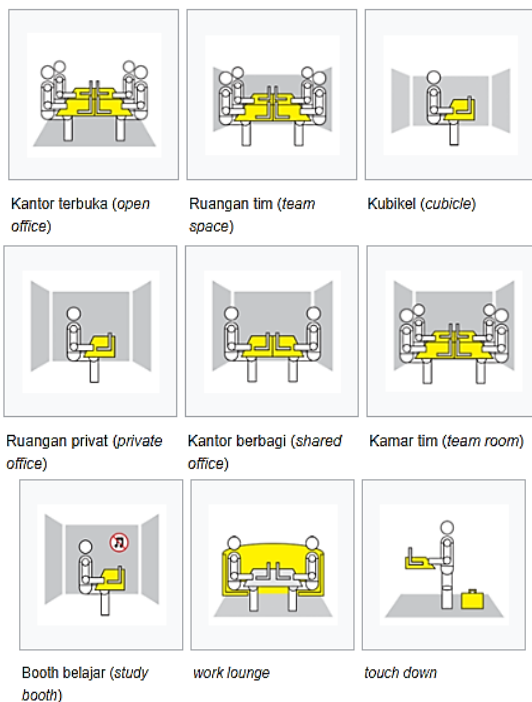 Kantor terbuka (open
office)
Ruangan tim (team
space)
Kubikel (cubicle)
Ruangan privat (private
office)
Kantor berbagi (shared
office)
Kamar tim (team room)
Booth belajar (study
booth)
work lounge
touch down